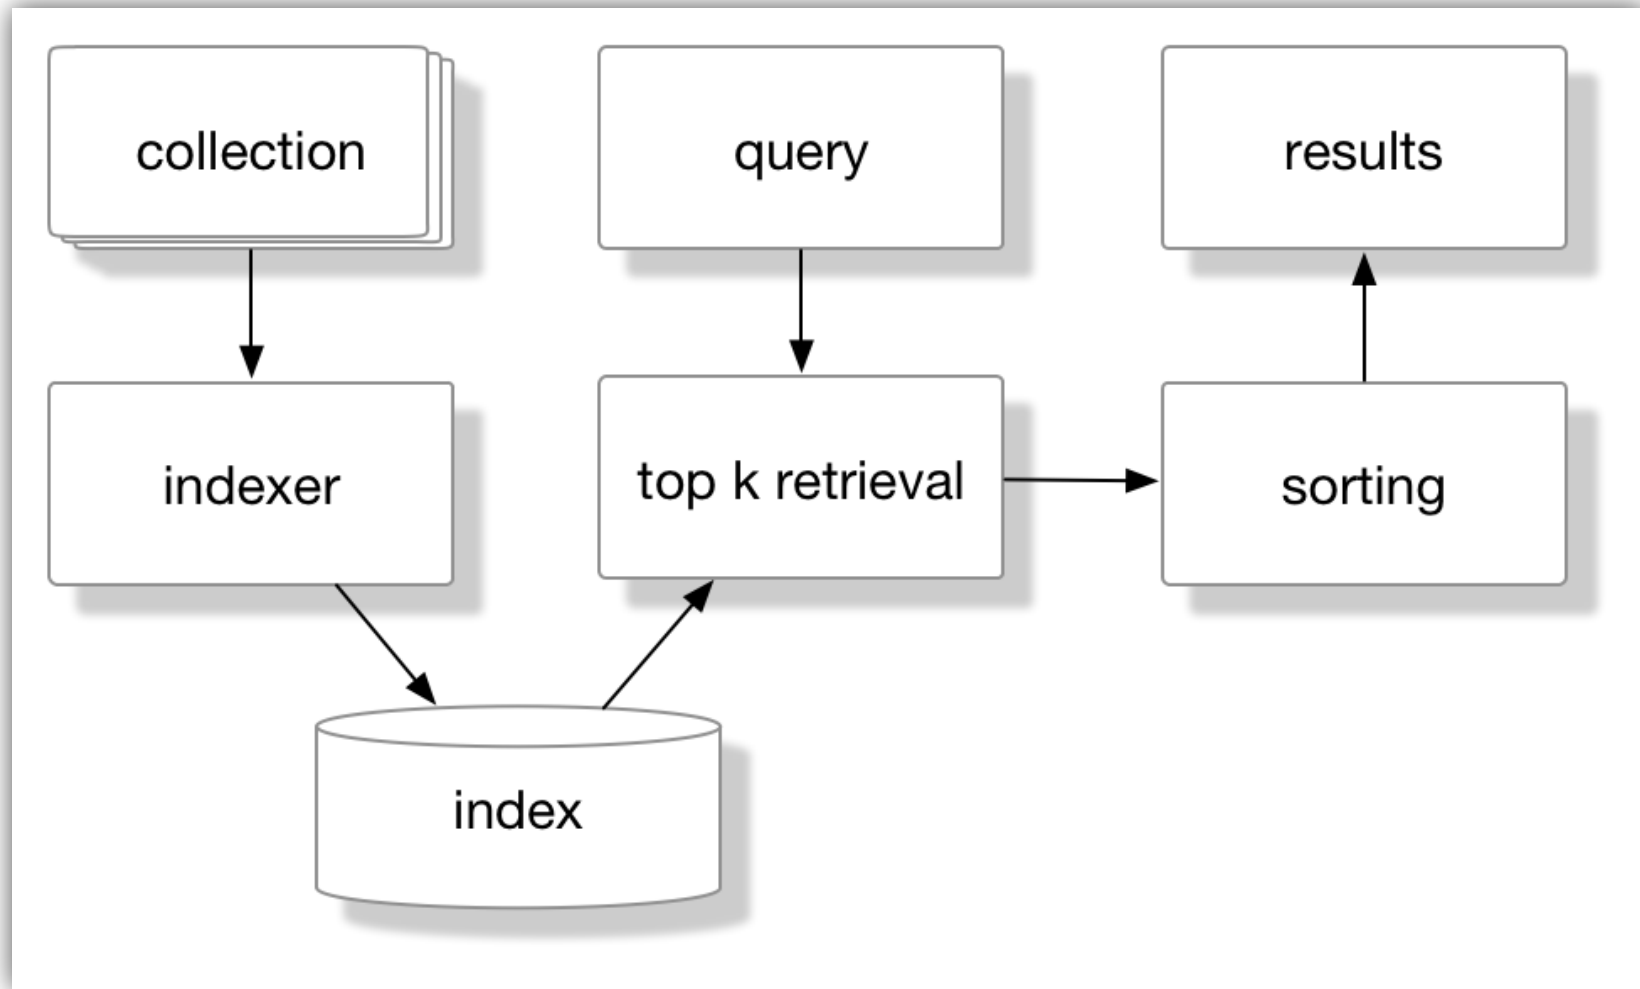 collection
query
results
indexer
top k retrieval
sorting
index